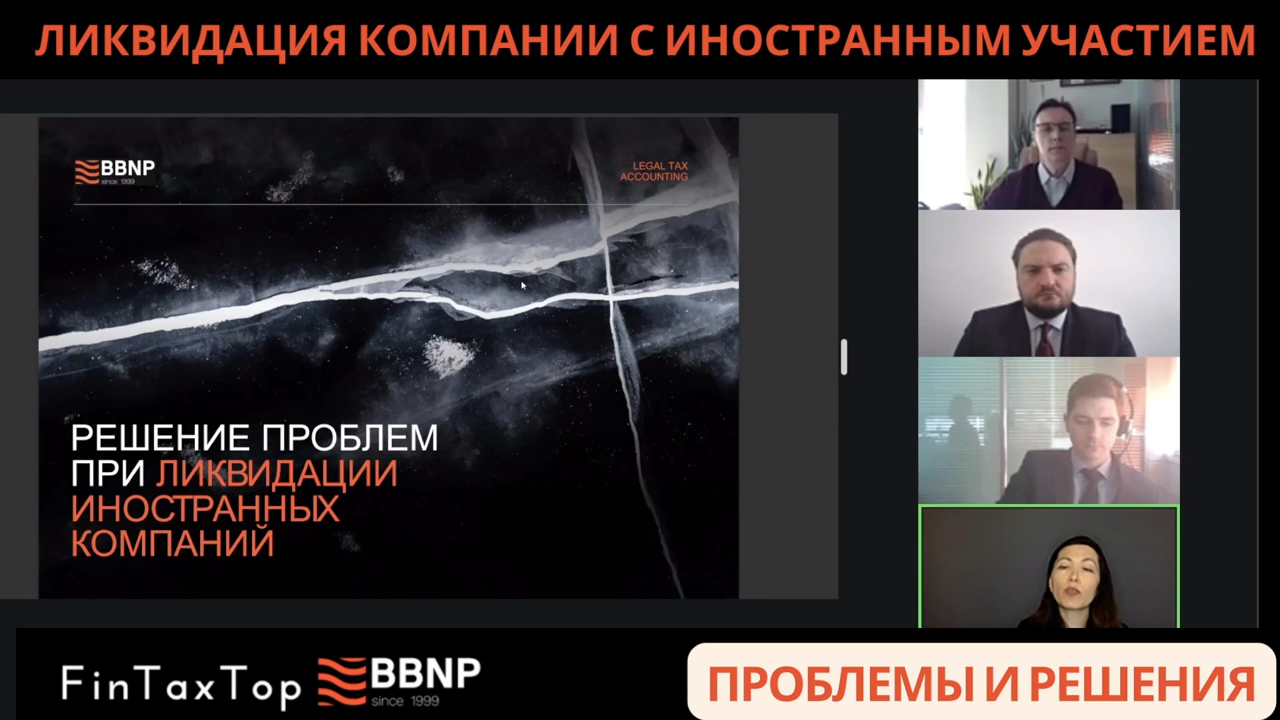 ЛИКВИДАЦИЯ КОМПАНИИ С ИНОСТРАННЫМ УЧАСТИЕМ
BBNP
since 1999
LEGAL TAX
ACCOUNTING
РЕШЕНИЕ ПРОБЛЕМ
ПРИ ЛИКВИДАЦИИ
ИНОСТРАННЫХ
КОМПАНИЙ
FinTaxTop
BBNP
since 1999
ПРОБЛЕМЫ И РЕШЕНИЯ